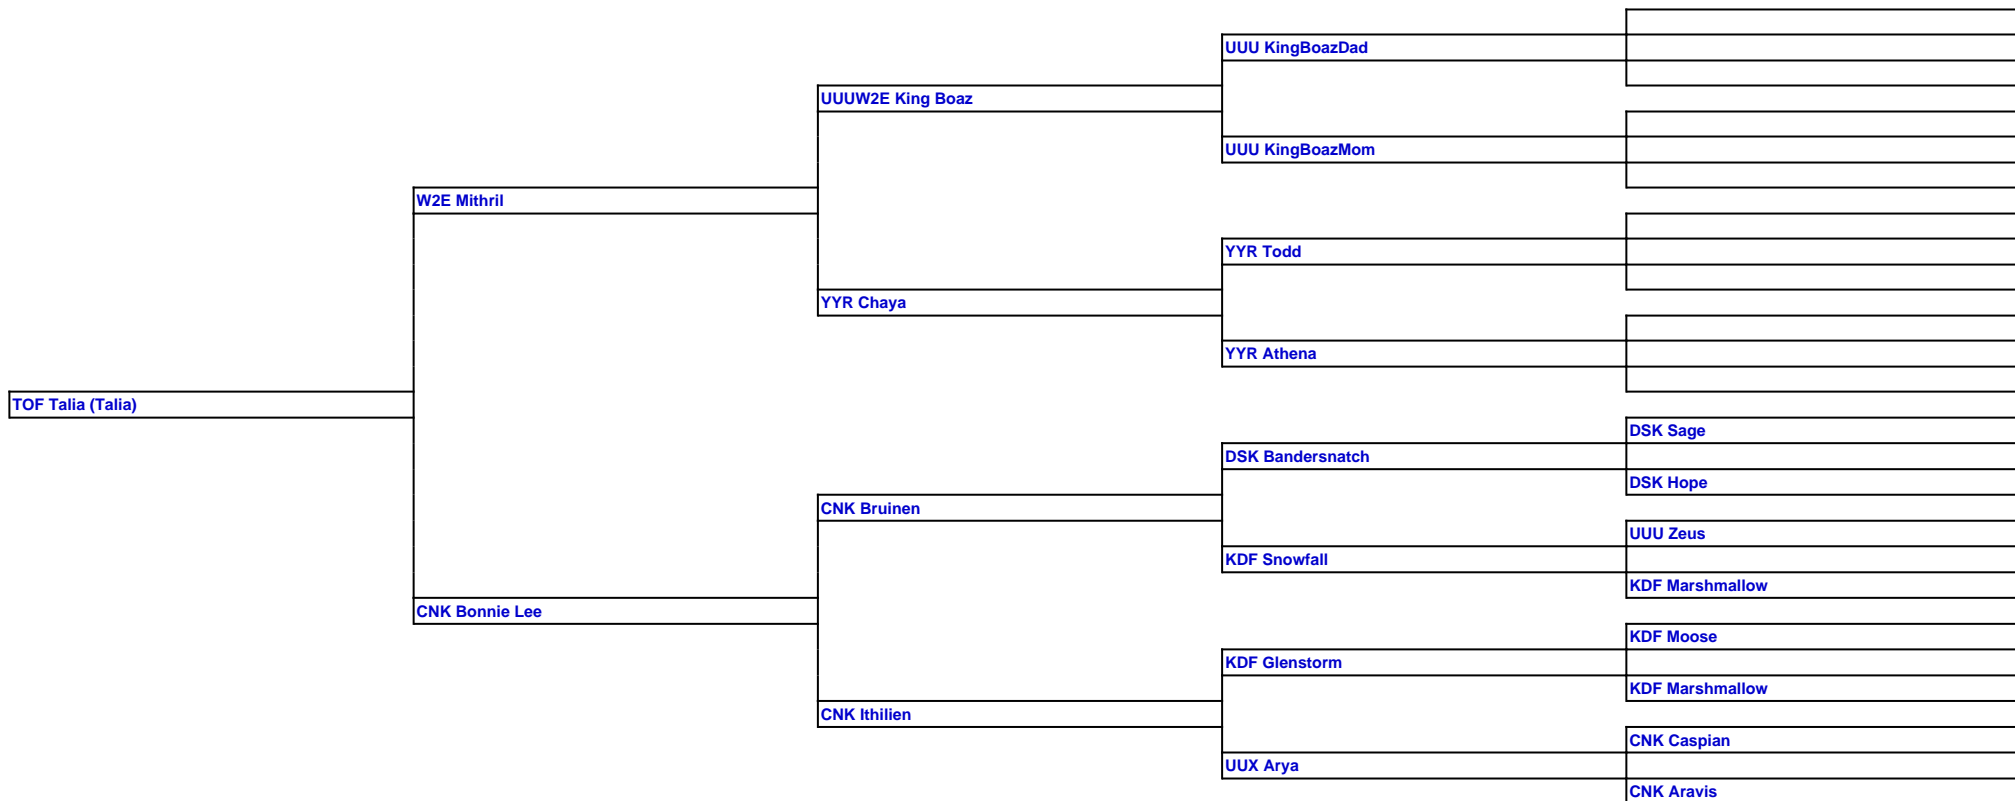 UUU KingBoazDad
UUUW2E King Boaz
UUU KingBoazMom
W2E Mithril
YYR Todd
YYR Chaya
YYR Athena
TOF Talia (Talia)
DSK Sage
DSK Bandersnatch
DSK Hope
CNK Bruinen
UUU Zeus
KDF Snowfall
KDF Marshmallow
CNK Bonnie Lee
KDF Moose
KDF Glenstorm
KDF Marshmallow
CNK Ithilien
CNK Caspian
UUX Arya
CNK Aravis